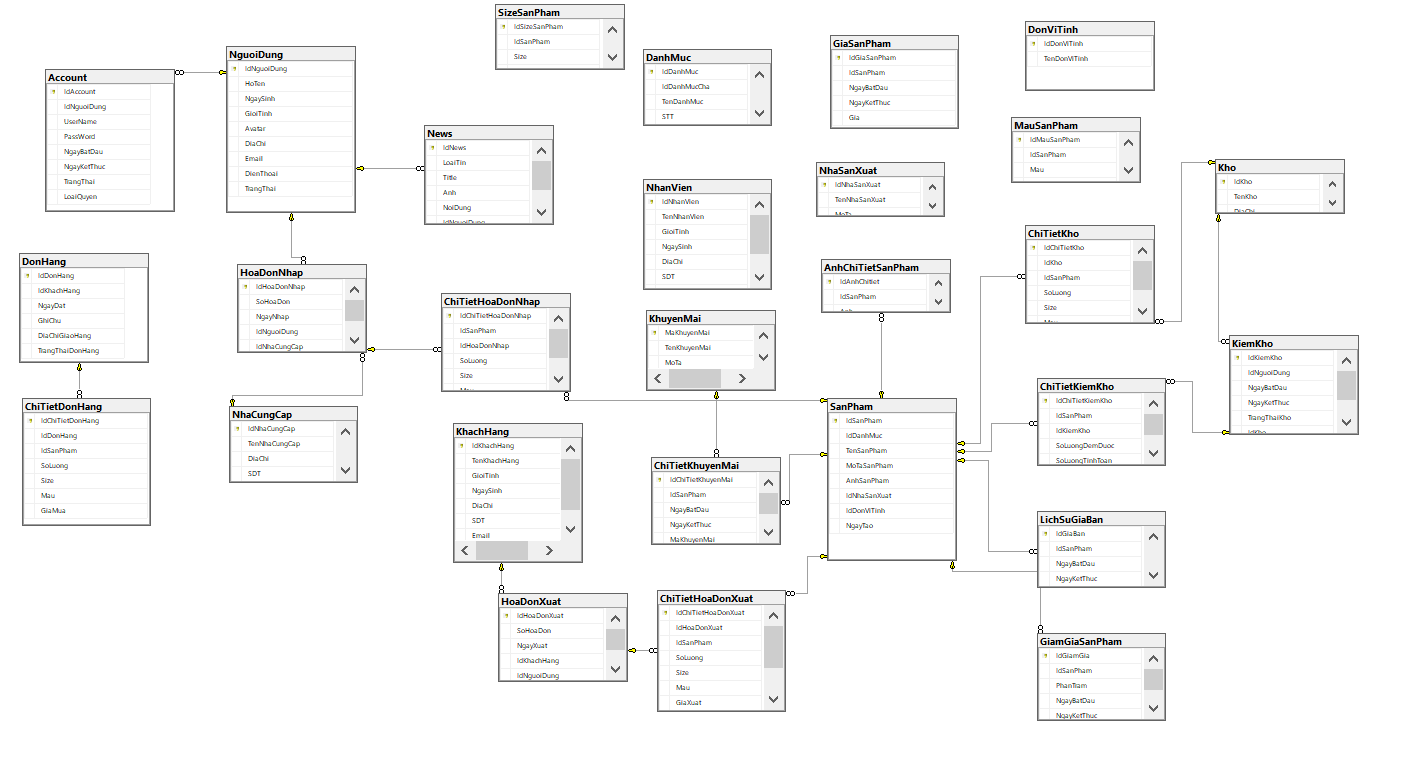 SizeSanPham
IdSizeSanPham
IdSanPham
Size
NguoiDung
IdNguoiDung
HoTen
NgaySinh
GioiTinh
Avatar
DiaChi
Email
DienThoai
TrangThai
Account
IdAccount
IdNguoiDung
UserName
PassWord
NgayBatDau
NgayKetThuc
TrangThai
LoaiQuyen
DanhMuc
IdDanhMuc
IdDanhMucCha
TenDanhMuc
STT
GiaSanPham
IdGiaSanPham
IdSanPham
NgayBatDau
NgayKetThuc
Gia
DonViTinh
IdDonViTinh
TenDonViTinh
News
IdNews
LoaiTin
Title
Anh
NoiDung
IdNguoiDung
MauSanPham
IdMauSanPham
IdSanPham
Mau
NhaSanXuat
IdNhaSanXuat
TenNhaSanXuat
MoTa
Kho
IdKho
TenKho
DiaChi
NhanVien
IdNhanVien
TenNhanVien
GioiTinh
NgaySinh
DiaChi
SDT
ChiTietKho
IdChiTietKho
IdKho
IdSanPham
SoLuong
Size
Mau
DonHang
IdDonHang
IdKhachHang
NgayDat
GhiChu
DiaChiGiaoHang
TrangThaiDonHang
HoaDonNhap
IdHoaDonNhap
SoHoaDon
NgayNhap
IdNguoiDung
IdNhaCungCap
AnhChiTietSanPham
IdAnhChitiet
IdSanPham
Anh
ChiTietHoaDonNhap
IdChiTietHoaDonNhap
IdSanPham
IdHoaDonNhap
SoLuong
Size
Mau
KhuyenMai
MaKhuyenMai
TenKhuyenMai
MoTa
KiemKho
IdKiemKho
IdNguoiDung
NgayBatDau
NgayKetThuc
TrangThaiKho
IdKho
ChiTietKiemKho
IdChiTietKiemKho
IdSanPham
IdKiemKho
SoLuongDemDuoc
SoLuongTinhToan
ChiTietDonHang
IdChiTietDonHang
IdDonHang
IdSanPham
SoLuong
Size
Mau
GiaMua
NhaCungCap
IdNhaCungCap
TenNhaCungCap
DiaChi
SDT
SanPham
IdSanPham
IdDanhMuc
TenSanPham
MoTaSanPham
AnhSanPham
IdNhaSanXuat
IdDonViTinh
NgayTao
KhachHang
IdKhachHang
TenKhachHang
GioiTinh
NgaySinh
DiaChi
SDT
Email
ChiTietKhuyenMai
IdChiTietKhuyenMai
IdSanPham
NgayBatDau
NgayKetThuc
MaKhuyenMai
LichSuGiaBan
IdGiaBan
IdSanPham
NgayBatDau
NgayKetThuc
HoaDonXuat
IdHoaDonXuat
SoHoaDon
NgayXuat
IdKhachHang
IdNguoiDung
ChiTietHoaDonXuat
IdChiTietHoaDonXuat
IdHoaDonXuat
IdSanPham
SoLuong
Size
Mau
GiaXuat
GiamGiaSanPham
IdGiamGia
IdSanPham
PhanTram
NgayBatDau
NgayKetThuc